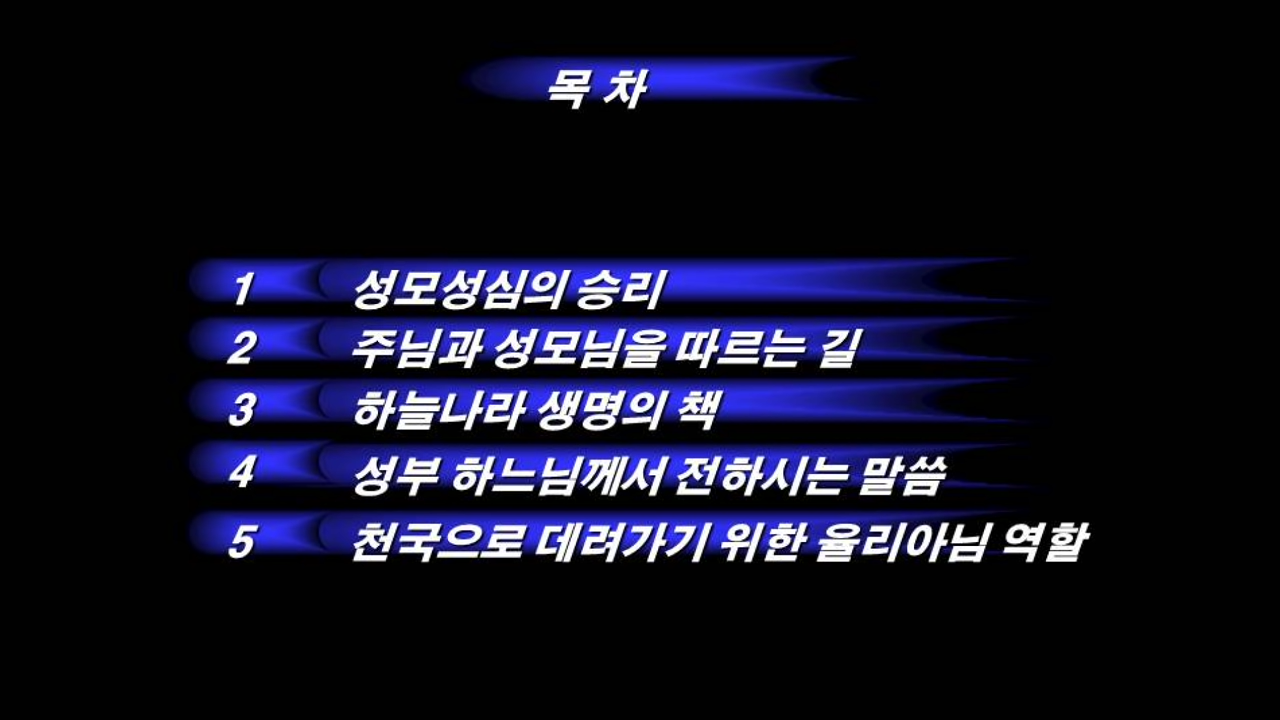 목 차
1 성모성심의 승리
2 주님과 성모님을 따르는 길
3 하늘나라 생명의 책
4 성부 하느님께서 전하시는 말씀
5 천국으로 데려가기 위한 율리아님 역할